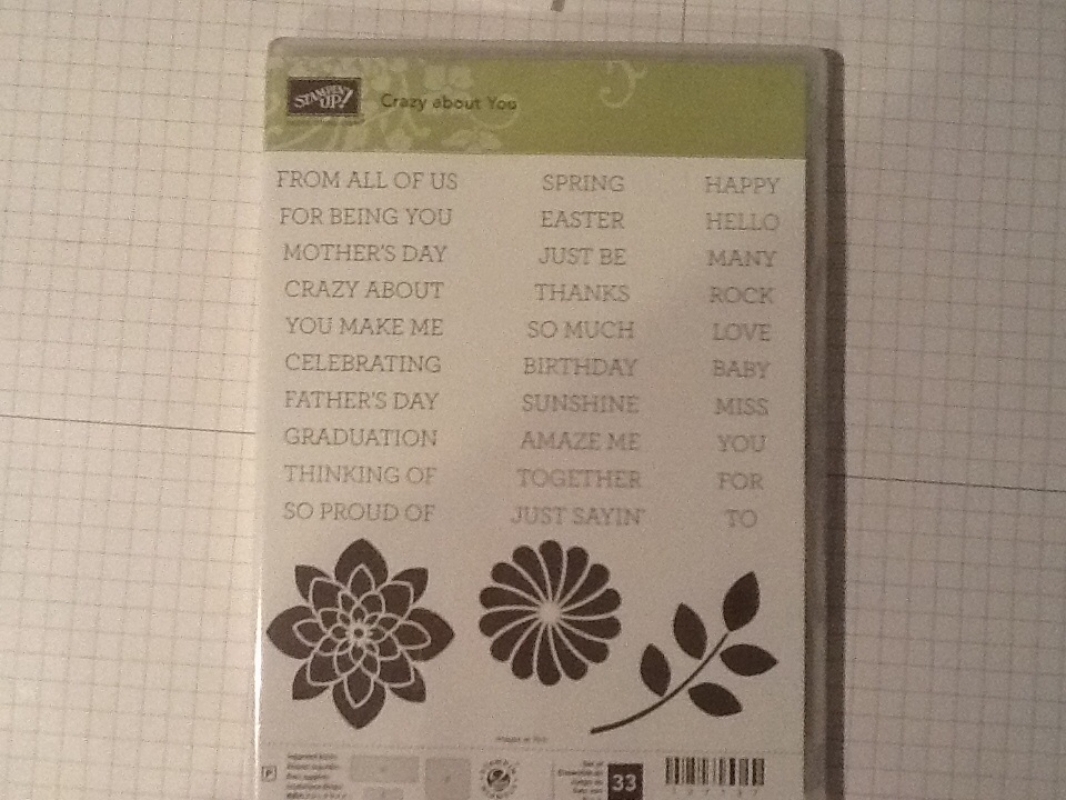 STAMPIN' UP!
Crazy about You
FROM ALL OF US SPRING HAPPY
FOR BEING YOU EASTER HELLO
MOTHER'S DAY JUST BE MANY
CRAZY ABOUT THANKS ROCK
YOU MAKE ME SO MUCH LOVE
CELEBRATING BIRTHDAY BABY
FATHER'S DAY SUNSHINE MISS
GRADUATION AMAZE ME YOU
THINKING OF TOGETHER FOR
SO PROUD OF JUST SAYIN' TO
P
33